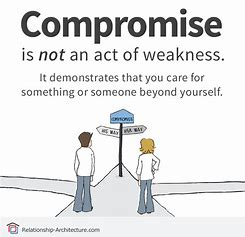 Compromise
is not an act of weakness.
It demonstrates that you care for
something or someone beyond yourself.
COMPROMISE
HIS WAY HER WAY
Relationship-Architecture.com